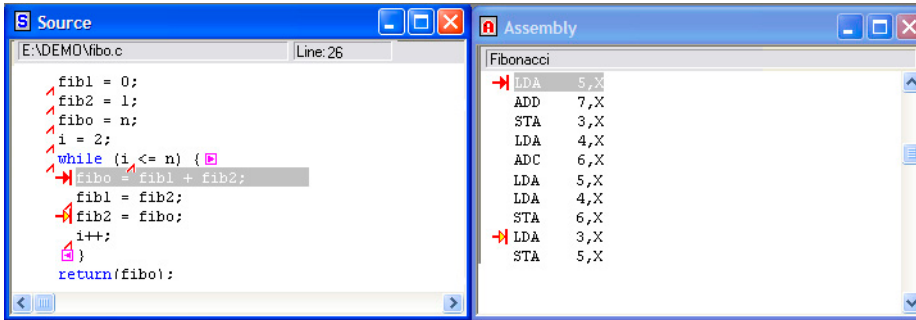 S Source
E:\DEMO\fibo.c Line: 26
fib1 = 0;
fib2 = 1;
fibo = n;
i = 2;
while (i <= n) {
fibo = fib1 + fib2;
fib1 = fib2;
fib2 = fibo;
i++;
}
return(fibo);
A Assembly
Fibonacci
LDA 5,X
ADD 7,X
STA 3,X
LDA 4,X
ADC 6,X
LDA 5,X
LDA 4,X
STA 6,X
LDA 3,X
STA 5,X